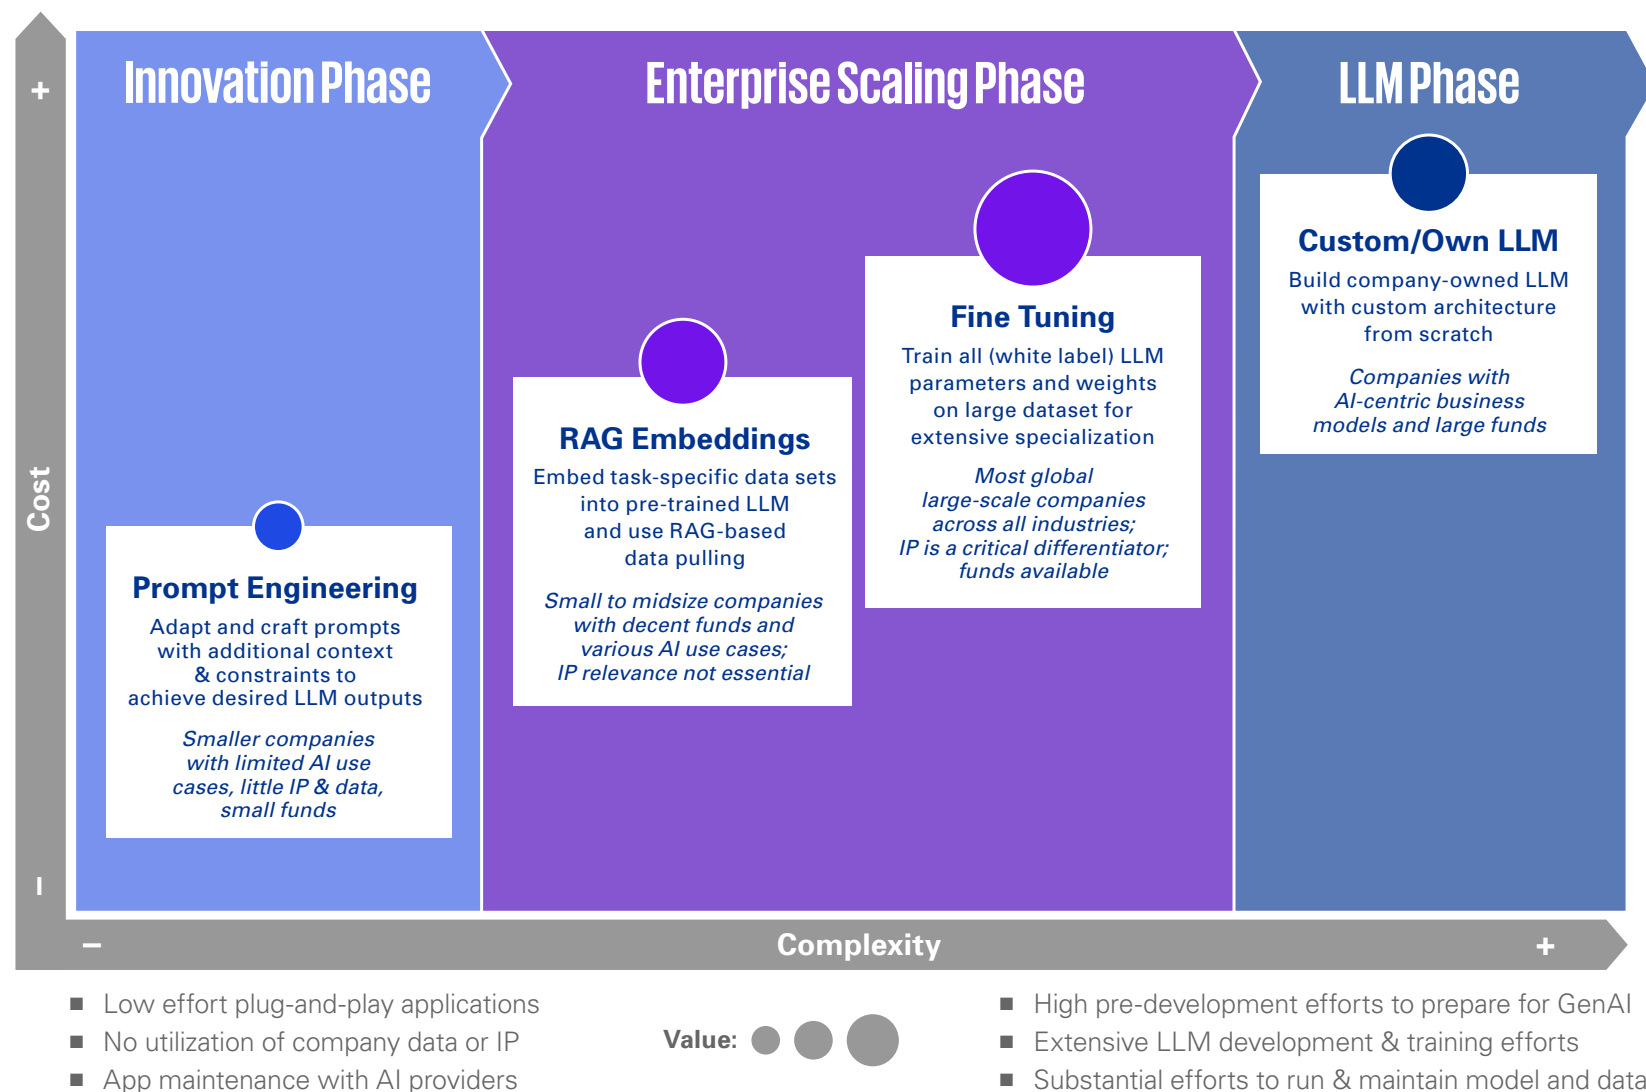 Innovation Phase
Enterprise Scaling Phase
LLM Phase
+
Cost
–
Prompt Engineering
Adapt and craft prompts
with additional context
& constraints to
achieve desired LLM outputs
Smaller companies
with limited AI use
cases, little IP & data,
small funds
RAG Embeddings
Embed task-specific data sets
into pre-trained LLM
and use RAG-based
data pulling
Small to midsize companies
with decent funds and
various AI use cases;
IP relevance not essential
Fine Tuning
Train all (white label) LLM
parameters and weights
on large dataset for
extensive specialization
Most global
large-scale companies
across all industries;
IP is a critical differentiator;
funds available
Custom/Own LLM
Build company-owned LLM
with custom architecture
from scratch
Companies with
AI-centric business
models and large funds
–
Complexity
+
■ Low effort plug-and-play applications
■ No utilization of company data or IP
■ App maintenance with AI providers
Value:
■ High pre-development efforts to prepare for GenAI
■ Extensive LLM development & training efforts
■ Substantial efforts to run & maintain model and data